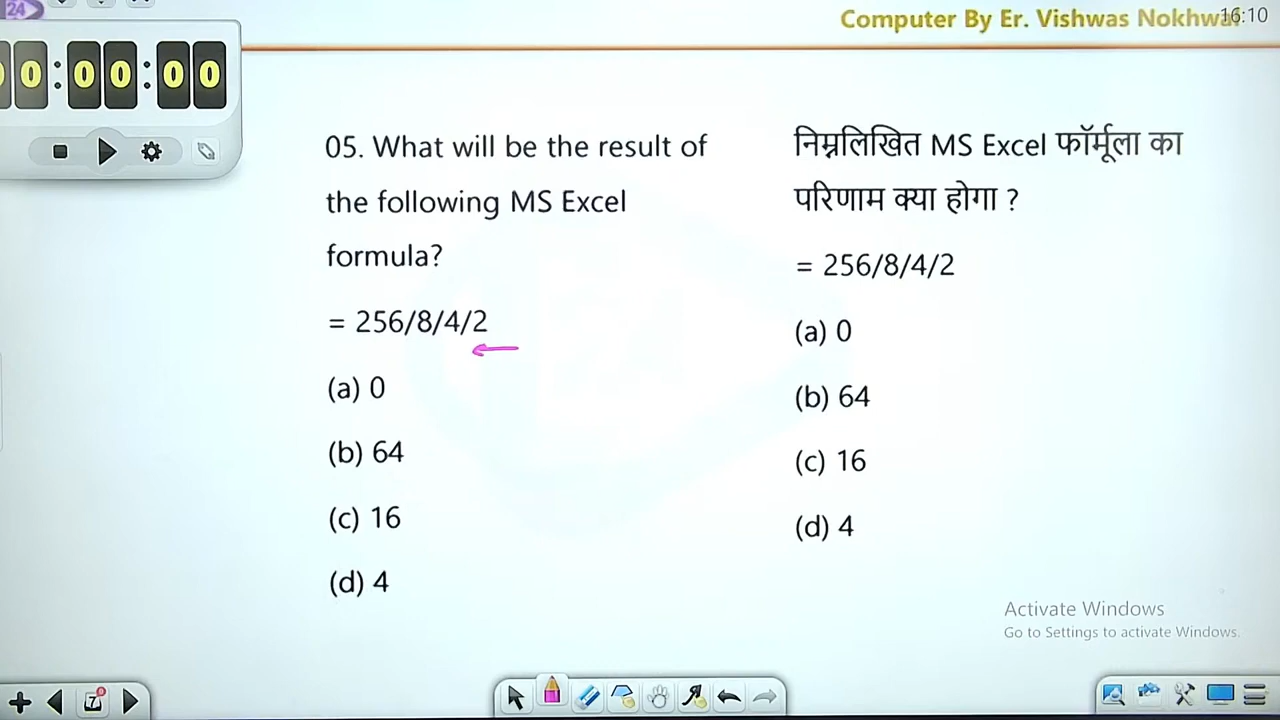 24
Computer By Er. Vishwas Nokhwal
16:10
0:00:00
05. What will be the result of
the following MS Excel
formula?
= 256/8/4/2
(a) 0
(b) 64
(c) 16
(d) 4
निम्नलिखित MS Excel फॉर्मूला का
परिणाम क्या होगा ?
= 256/8/4/2
(a) 0
(b) 64
(c) 16
(d) 4
Activate Windows
Go to Settings to activate Windows.
7